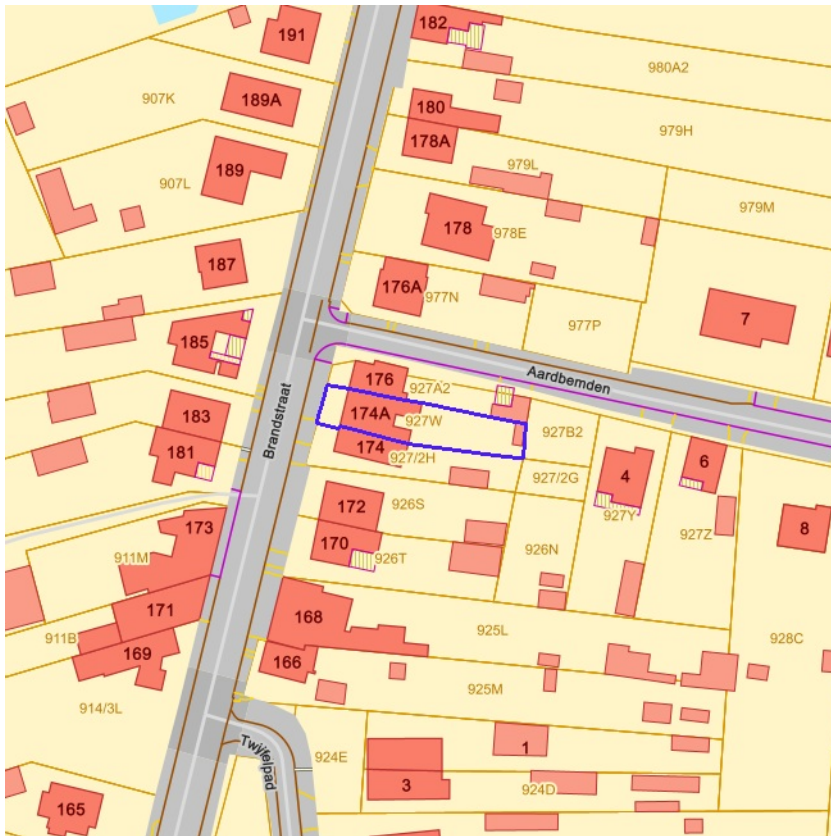 182
191
980A2
189A
907K
180
979H
178A
979L
189
907L
979M
178
978E
187
176A
977N
7
977P
185
Aardbemden
176
927A2
Brandstraat
174A
183
927W
927B2
181
174
927/2H
6
4
927/2G
172
926S
927Y
8
173
927Z
170
926N
911M
926T
171
168
925L
911B
928C
169
166
925M
914/3L
Twijfelpad
924E
1
3
924D
165